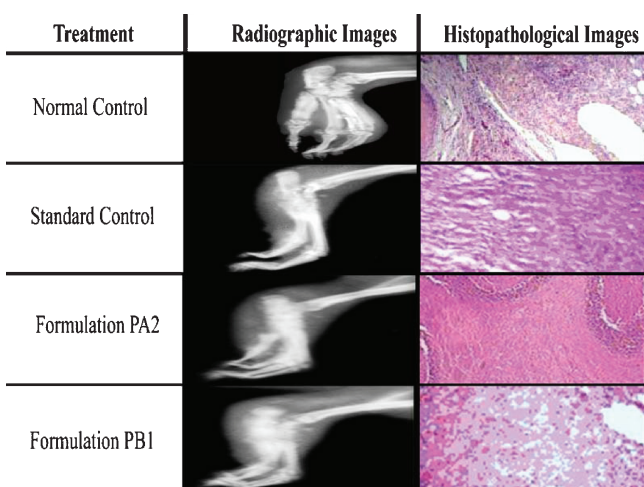 Treatment
Radiographic Images
Histopathological Images
Normal Control
Standard Control
Formulation PA2
Formulation PB1